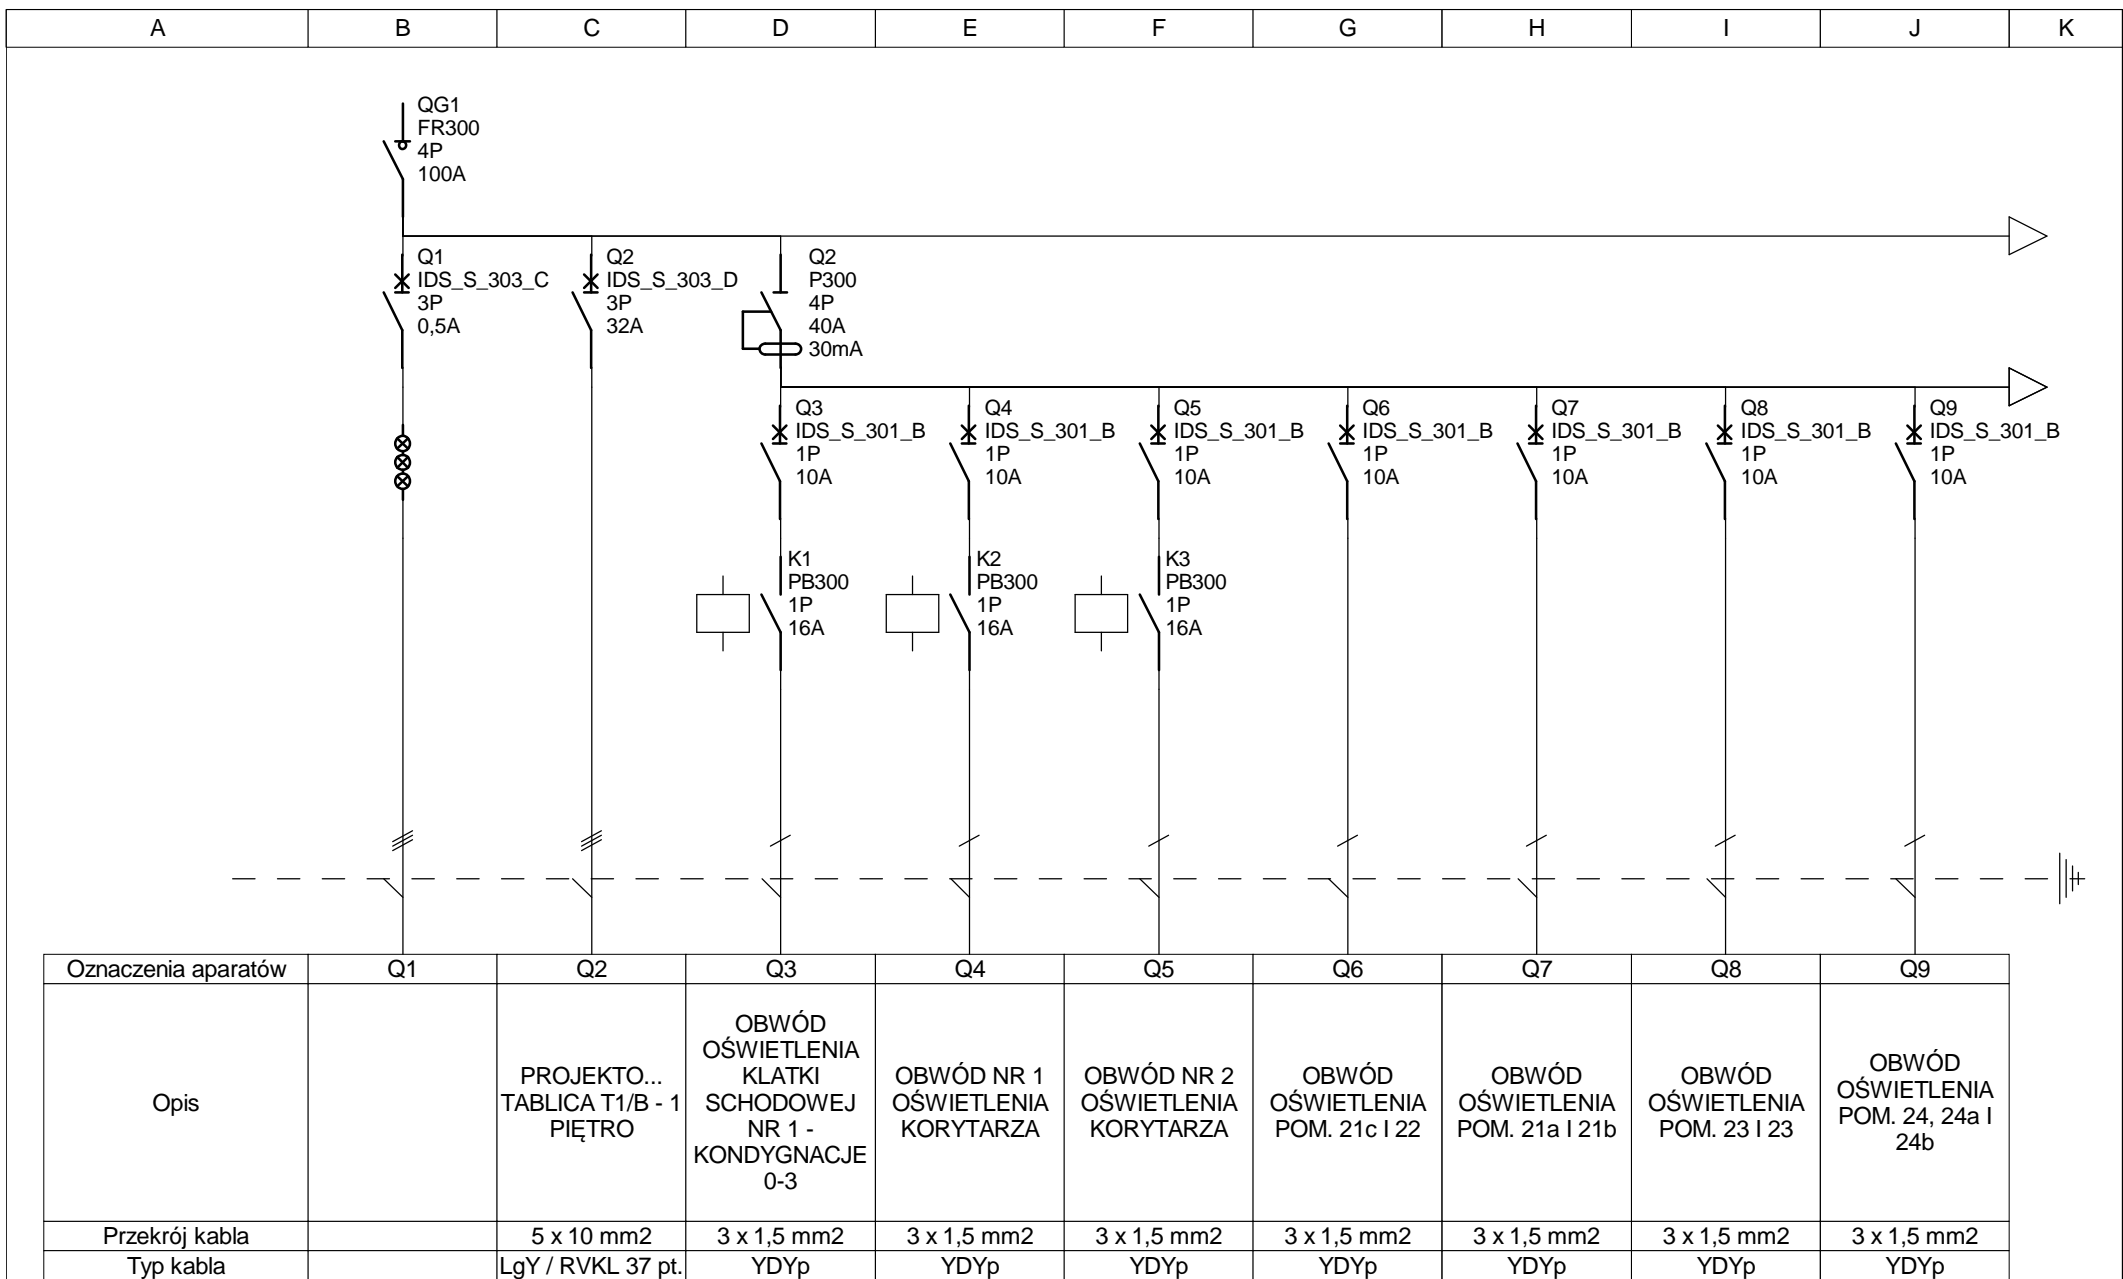 A B C D E F G H I J K
QG1
FR300
4P
100A
Q1
IDS_S_303_C
3P
0,5A
Q2
IDS_S_303_D
3P
32A
Q2
P300
4P
40A
30mA
Q3
IDS_S_301_B
1P
10A
Q4
IDS_S_301_B
1P
10A
Q5
IDS_S_301_B
1P
10A
Q6
IDS_S_301_B
1P
10A
Q7
IDS_S_301_B
1P
10A
Q8
IDS_S_301_B
1P
10A
Q9
IDS_S_301_B
1P
10A
K1
PB300
1P
16A
K2
PB300
1P
16A
K3
PB300
1P
16A
Oznaczenia aparatów Q1 Q2 Q3 Q4 Q5 Q6 Q7 Q8 Q9
Opis
PROJEKTO...
TABLICA T1/B - 1
PIĘTRO
OBWÓD
OŚWIETLENIA
KLATKI
SCHODOWEJ
NR 1 -
KONDYGNACJE
0-3
OBWÓD NR 1
OŚWIETLENIA
KORYTARZA
OBWÓD NR 2
OŚWIETLENIA
KORYTARZA
OBWÓD
OŚWIETLENIA
POM. 21c I 22
OBWÓD
OŚWIETLENIA
POM. 21a I 21b
OBWÓD
OŚWIETLENIA
POM. 23 I 23
OBWÓD
OŚWIETLENIA
POM. 24, 24a I
24b
Przekrój kabla 5 x 10 mm2 3 x 1,5 mm2 3 x 1,5 mm2 3 x 1,5 mm2 3 x 1,5 mm2 3 x 1,5 mm2 3 x 1,5 mm2 3 x 1,5 mm2
Typ kabla LgY / RVKL 37 pt. YDYp YDYp YDYp YDYp YDYp YDYp YDYp